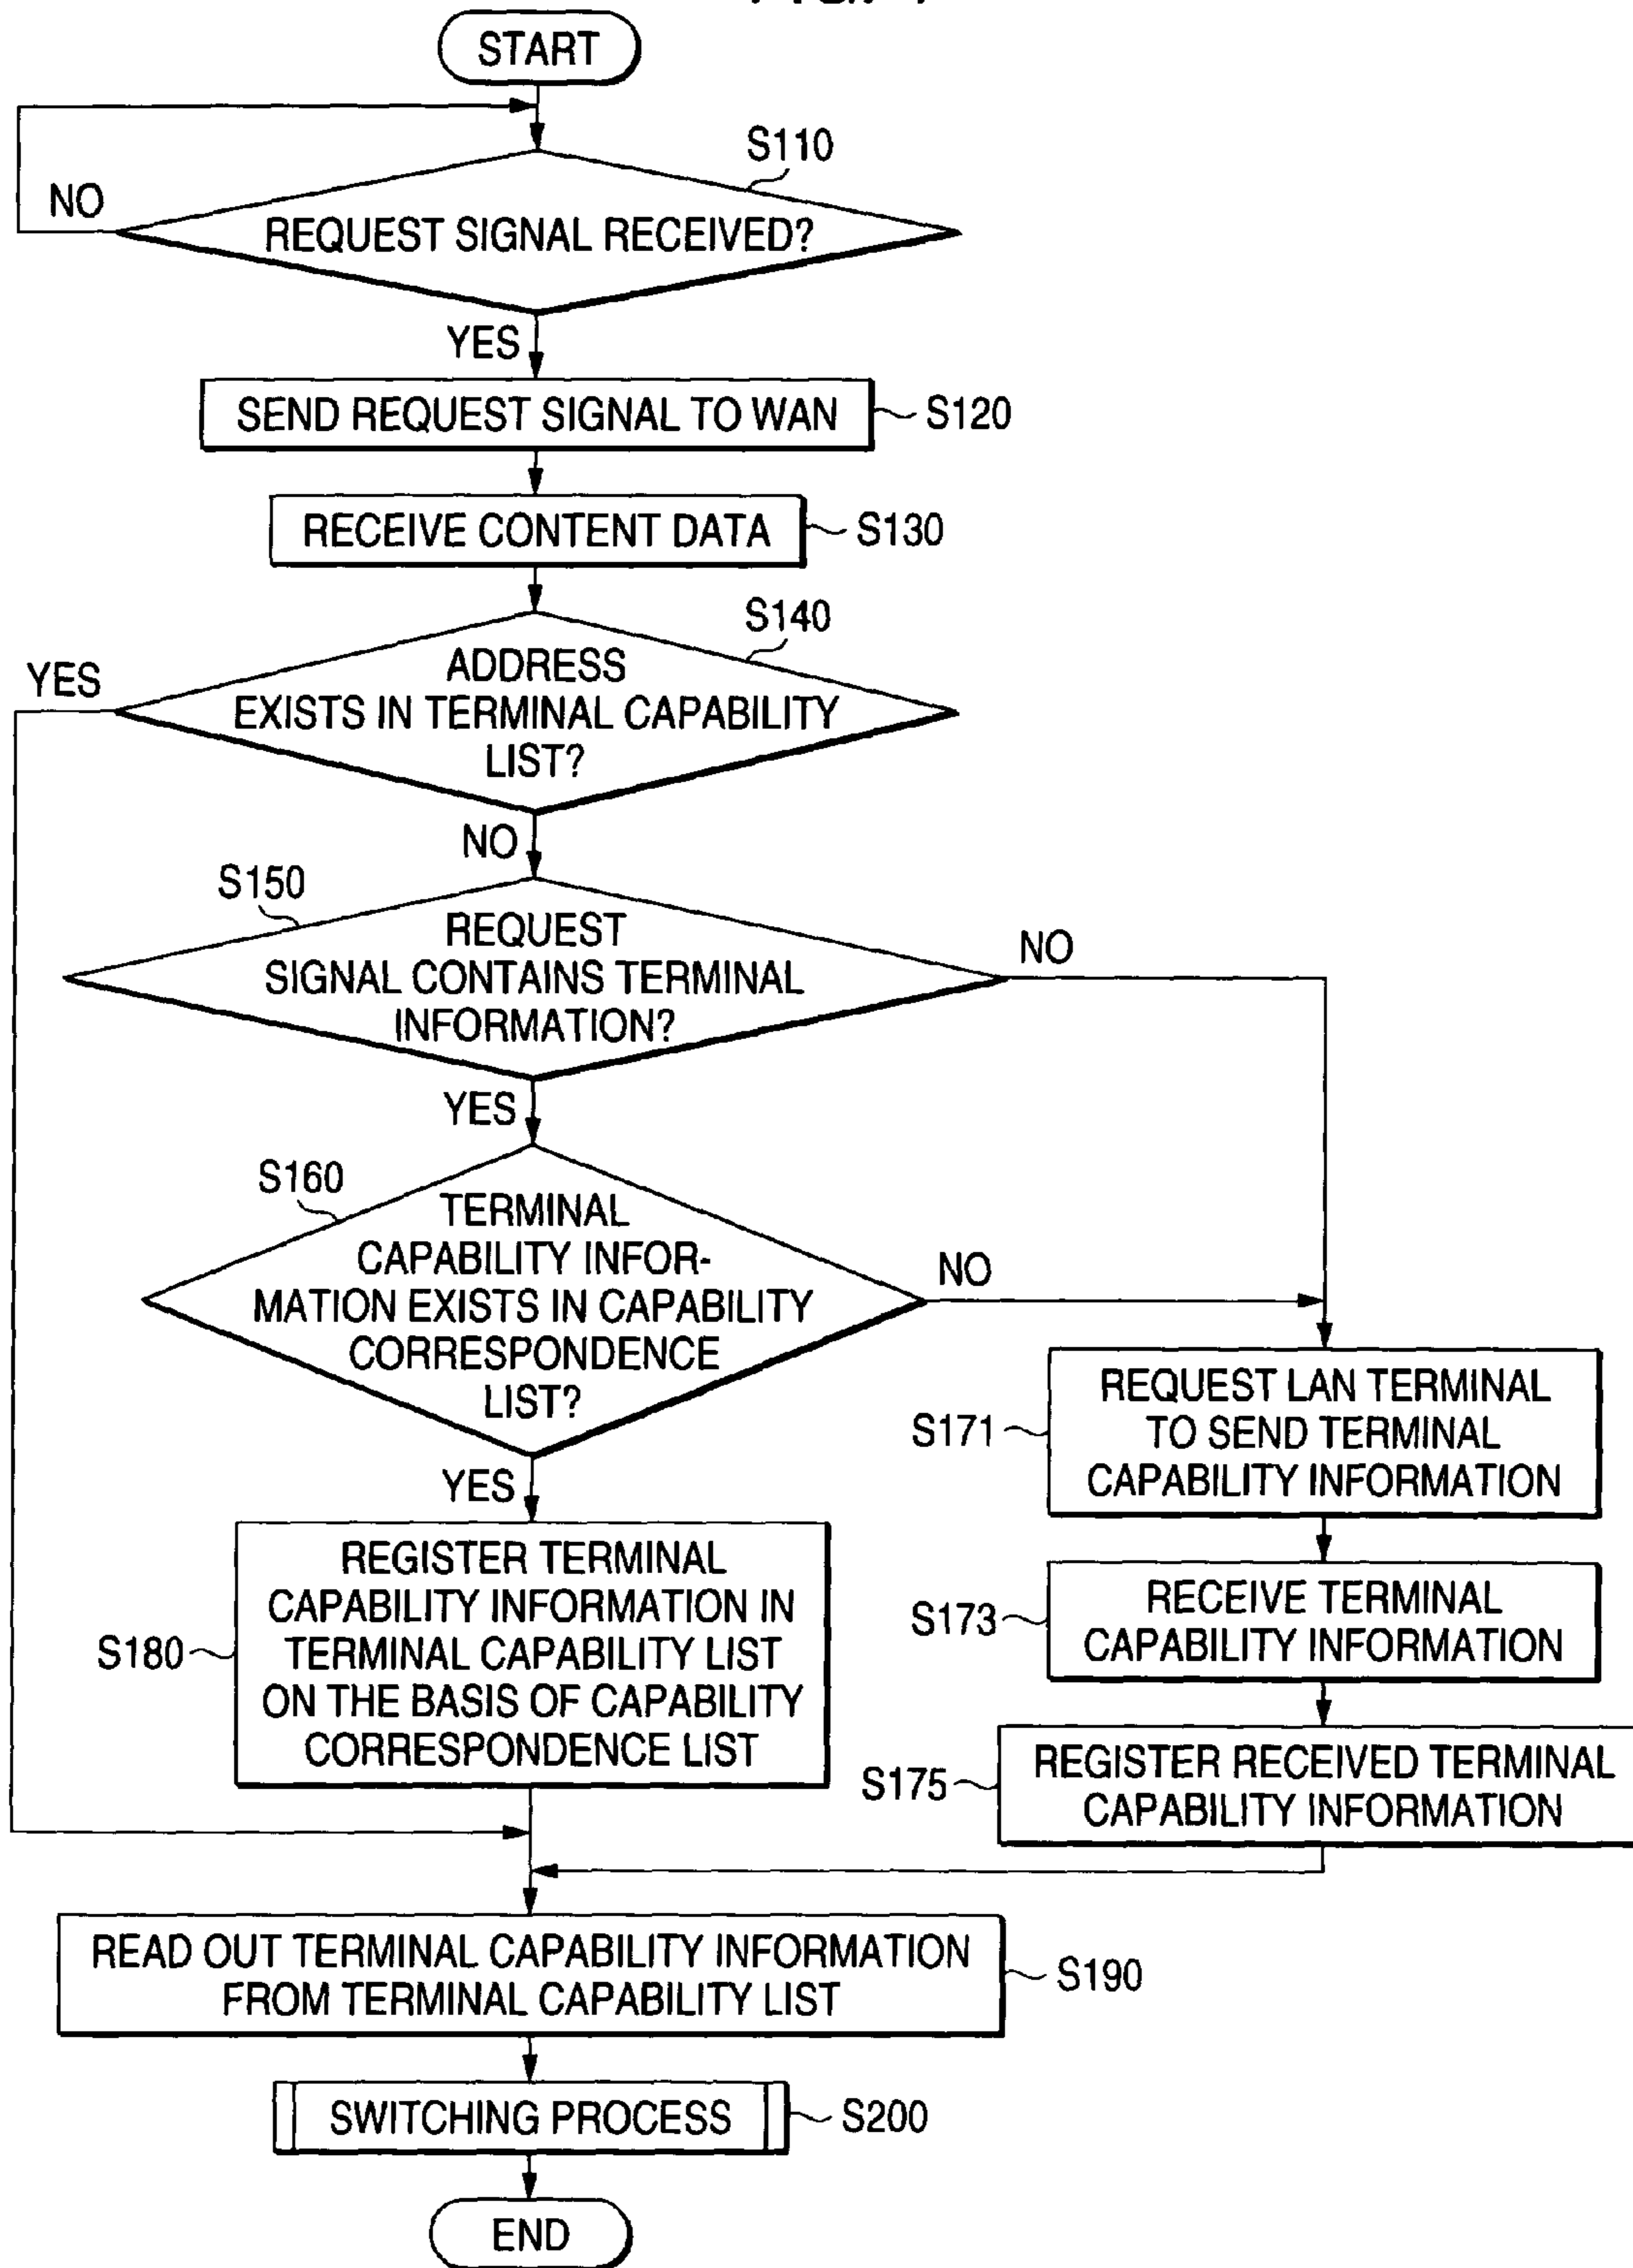 START
S110
NO
REQUEST SIGNAL RECEIVED?
YES
SEND REQUEST SIGNAL TO WAN
S120
RECEIVE CONTENT DATA
S130
S140
YES
ADDRESS
EXISTS IN TERMINAL CAPABILITY
LIST?
NO
S150
REQUEST
SIGNAL CONTAINS TERMINAL
INFORMATION?
NO
YES
S160
TERMINAL
CAPABILITY INFOR-
MATION EXISTS IN CAPABILITY
CORRESPONDENCE
LIST?
NO
YES
S171
REQUEST LAN TERMINAL
TO SEND TERMINAL
CAPABILITY INFORMATION
S173
RECEIVE TERMINAL
CAPABILITY INFORMATION
S175
REGISTER RECEIVED TERMINAL
CAPABILITY INFORMATION
S180
REGISTER TERMINAL
CAPABILITY INFORMATION IN
TERMINAL CAPABILITY LIST
ON THE BASIS OF CAPABILITY
CORRESPONDENCE LIST
READ OUT TERMINAL CAPABILITY INFORMATION
FROM TERMINAL CAPABILITY LIST
S190
SWITCHING PROCESS
S200
END